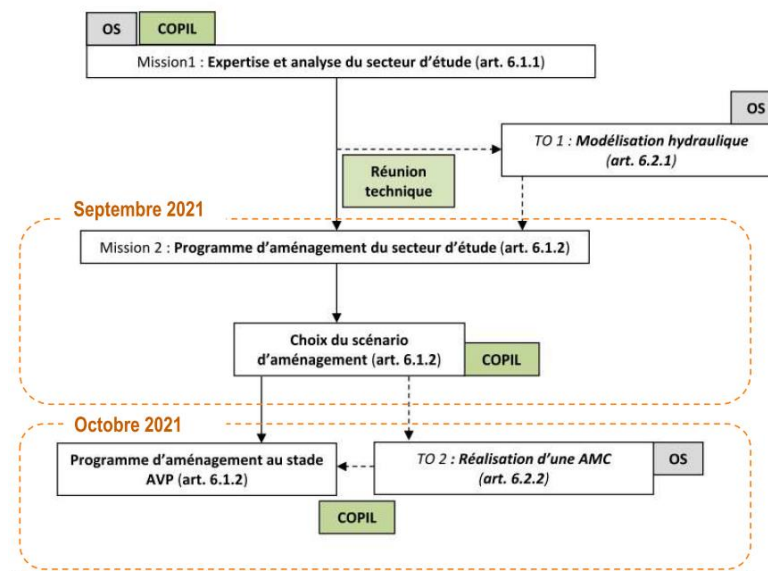 OS
COPIL
Mission1 : Expertise et analyse du secteur d'étude (art. 6.1.1)
OS
TO 1 : Modélisation hydraulique
(art. 6.2.1)
Réunion
technique
Septembre 2021
Mission 2 : Programme d'aménagement du secteur d'étude (art. 6.1.2)
Choix du scénario
d'aménagement (art. 6.1.2)
COPIL
Octobre 2021
Programme d'aménagement au stade
AVP (art. 6.1.2)
TO 2 : Réalisation d'une AMC
(art. 6.2.2)
OS
COPIL